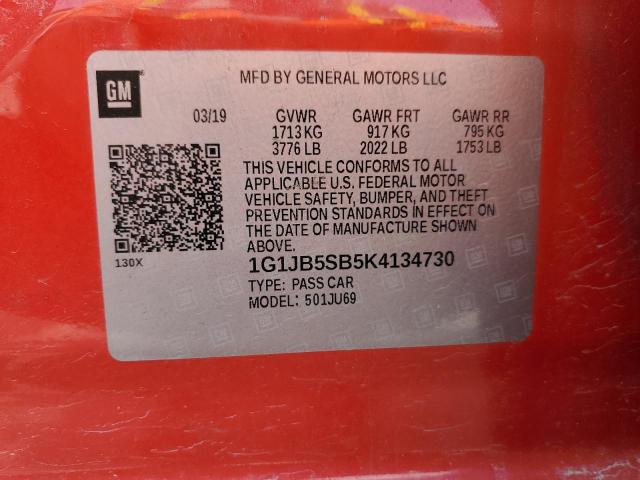 GM
MFD BY GENERAL MOTORS LLC
03/19 GVWR GAWR FRT GAWR RR
1713 KG 917 KG 795 KG
3776 LB 2022 LB 1753 LB
THIS VEHICLE CONFORMS TO ALL
APPLICABLE U.S. FEDERAL MOTOR
VEHICLE SAFETY, BUMPER, AND THEFT
PREVENTION STANDARDS IN EFFECT ON
THE DATE OF MANUFACTURE SHOWN
ABOVE.
130X
1G1JB5SB5K4134730
TYPE: PASS CAR
MODEL: 501JU69